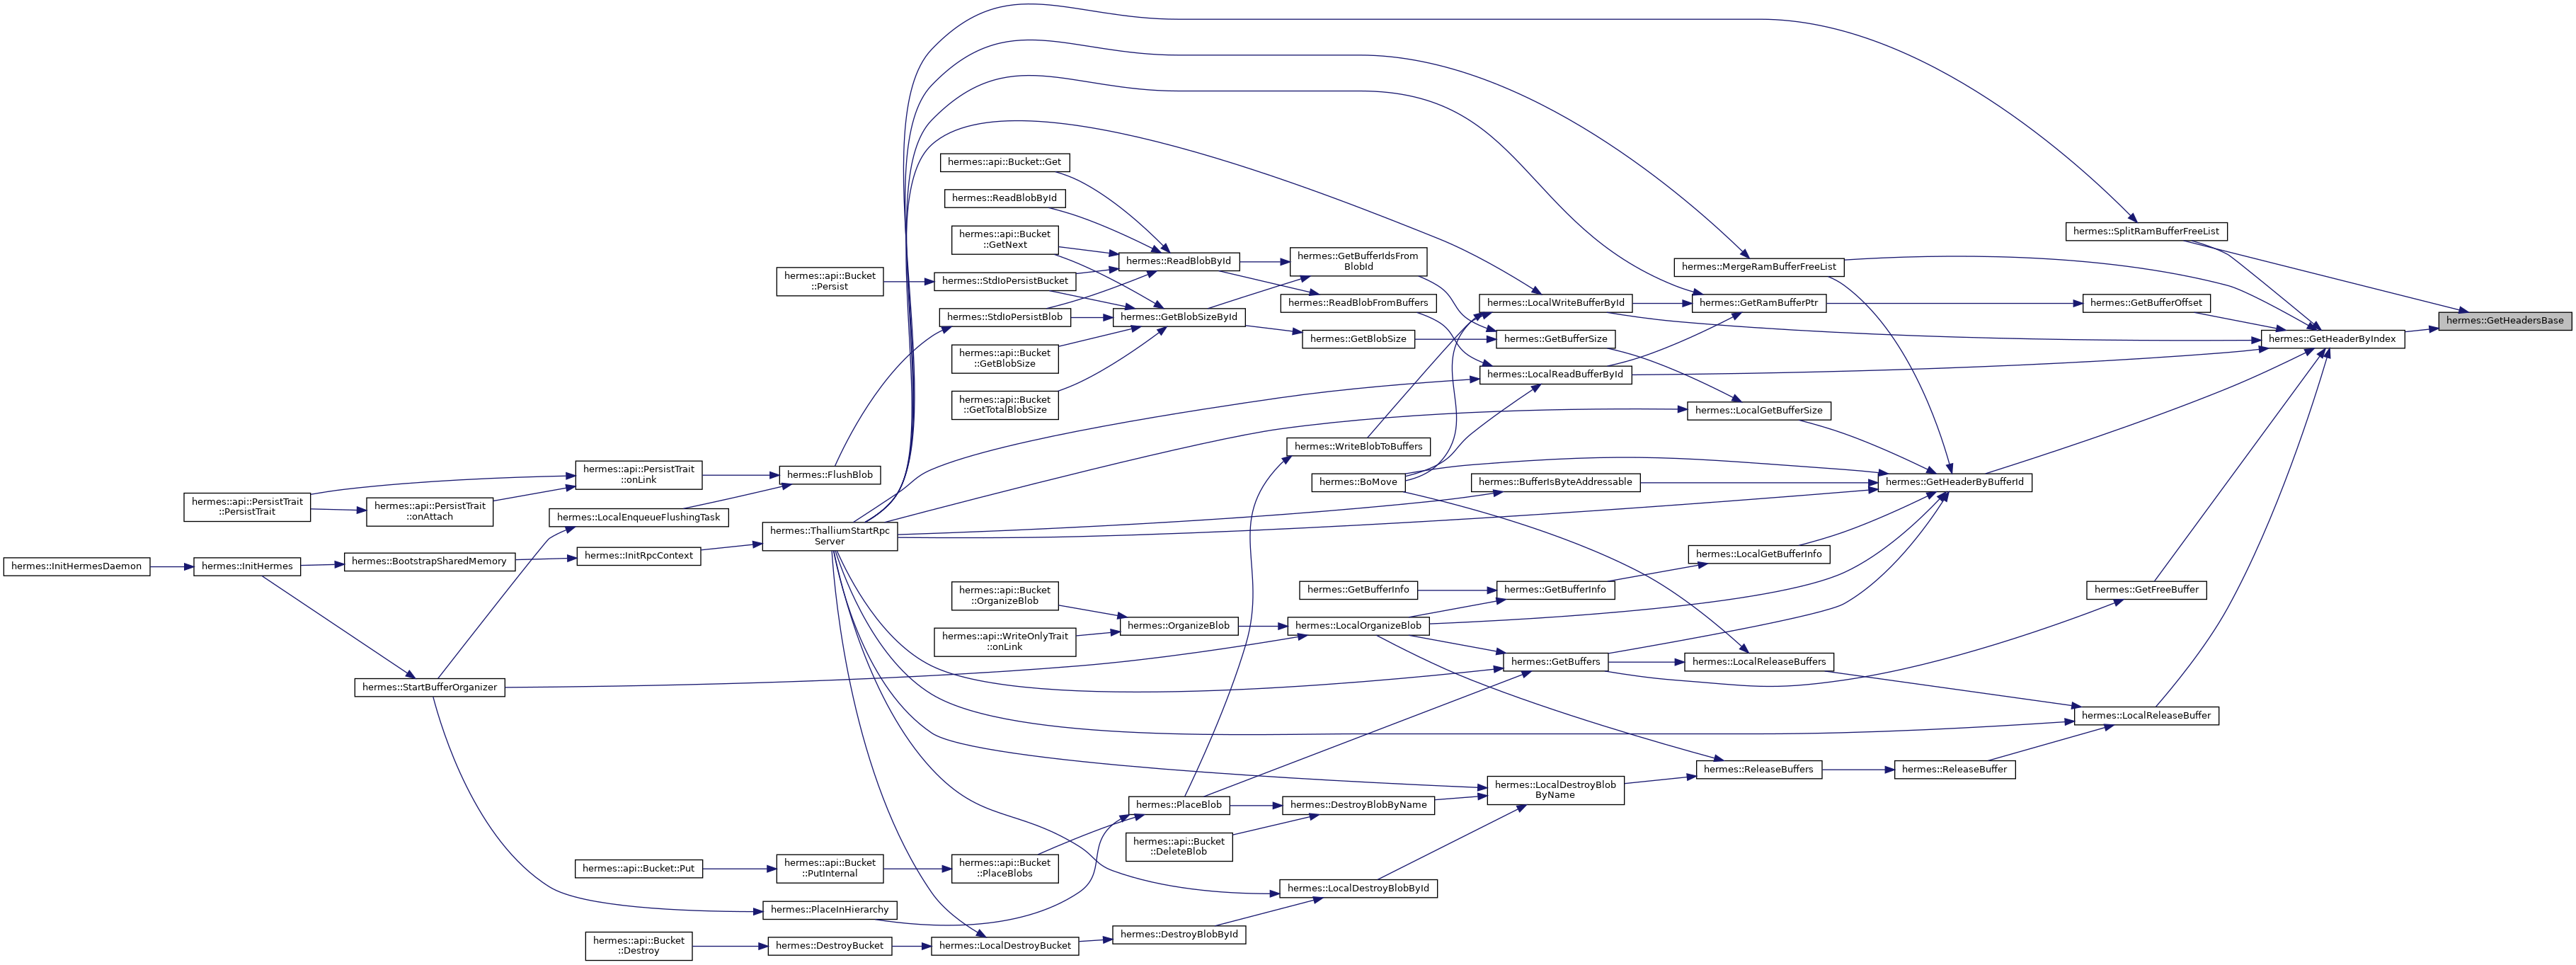 hermes::api::Bucket::Get
hermes::ReadBlobById
hermes::api::Bucket
::GetNext
hermes::SplitRamBufferFreeList
hermes::GetBufferIdsFrom
BlobId
hermes::ReadBlobById
hermes::MergeRamBufferFreeList
hermes::api::Bucket
::Persist
hermes::StdIoPersistBucket
hermes::ReadBlobFromBuffers
hermes::LocalWriteBufferById
hermes::GetRamBufferPtr
hermes::GetBufferOffset
hermes::StdIoPersistBlob
hermes::GetBlobSizeById
hermes::GetHeadersBase
hermes::GetBlobSize
hermes::GetBufferSize
hermes::GetHeaderByIndex
hermes::api::Bucket
::GetBlobSize
hermes::LocalReadBufferById
hermes::api::Bucket
::GetTotalBlobSize
hermes::LocalGetBufferSize
hermes::WriteBlobToBuffers
hermes::api::PersistTrait
::onLink
hermes::FlushBlob
hermes::BoMove
hermes::BufferIsByteAddressable
hermes::GetHeaderByBufferId
hermes::api::PersistTrait
::PersistTrait
hermes::api::PersistTrait
::onAttach
hermes::LocalEnqueueFlushingTask
hermes::ThalliumStartRpc
Server
hermes::InitHermesDaemon
hermes::InitHermes
hermes::BootstrapSharedMemory
hermes::InitRpcContext
hermes::LocalGetBufferInfo
hermes::api::Bucket
::OrganizeBlob
hermes::GetBufferInfo
hermes::GetBufferInfo
hermes::GetFreeBuffer
hermes::api::WriteOnlyTrait
::onLink
hermes::OrganizeBlob
hermes::LocalOrganizeBlob
hermes::GetBuffers
hermes::LocalReleaseBuffers
hermes::StartBufferOrganizer
hermes::LocalReleaseBuffer
hermes::ReleaseBuffers
hermes::ReleaseBuffer
hermes::LocalDestroyBlob
ByName
hermes::PlaceBlob
hermes::DestroyBlobByName
hermes::api::Bucket
::DeleteBlob
hermes::api::Bucket::Put
hermes::api::Bucket
::PutInternal
hermes::api::Bucket
::PlaceBlobs
hermes::LocalDestroyBlobById
hermes::PlaceInHierarchy
hermes::DestroyBlobById
hermes::api::Bucket
::Destroy
hermes::DestroyBucket
hermes::LocalDestroyBucket